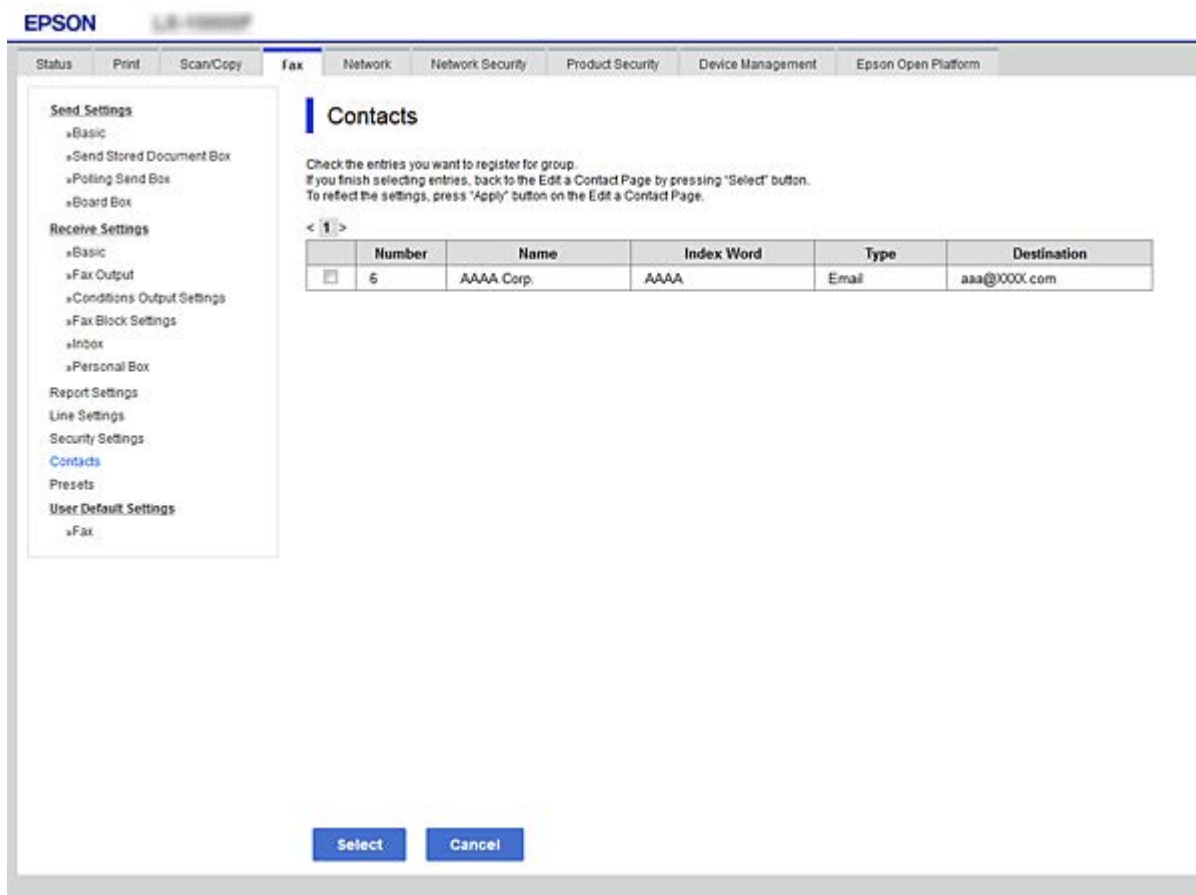 EPSON
Status Print Scan/Copy Fax Network Network Security Product Security Device Management Epson Open Platform
Send Settings
»Basic
»Send Stored Document Box
»Polling Send Box
»Board Box
Receive Settings
»Basic
»Fax Output
»Conditions Output Settings
»Fax Block Settings
»Inbox
»Personal Box
Report Settings
Line Settings
Security Settings
Contacts
Presets
User Default Settings
»Fax
Contacts
Check the entries you want to register for group.
If you finish selecting entries, back to the Edit a Contact Page by pressing "Select" button.
To reflect the settings, press "Apply" button on the Edit a Contact Page.
< 1 >
Number Name Index Word Type Destination
6 AAAA Corp. AAAA Email aaa@XXXX.com
Select Cancel